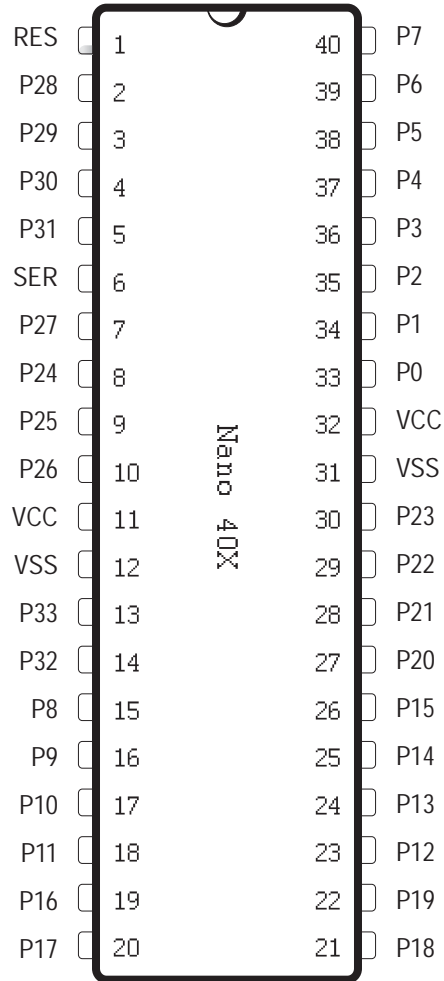 RES 1 40 P7
P28 2 39 P6
P29 3 38 P5
P30 4 37 P4
P31 5 36 P3
SER 6 35 P2
P27 7 34 P1
P24 8 33 P0
P25 9 32 VCC
P26 10 31 VSS
VCC 11 30 P23
VSS 12 29 P22
P33 13 28 P21
P32 14 27 P20
P8 15 26 P15
P9 16 25 P14
P10 17 24 P13
P11 18 23 P12
P16 19 22 P19
P17 20 21 P18
Nano 40X